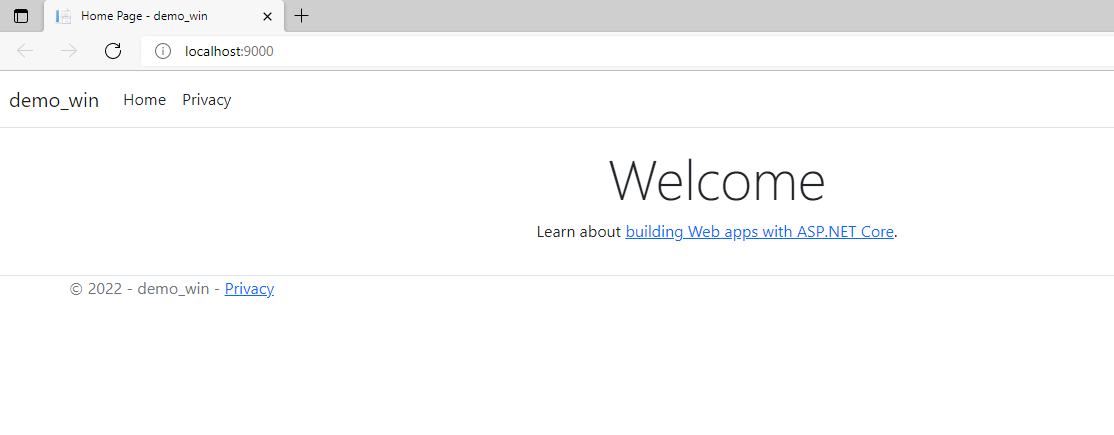 Home Page - demo_win
localhost:9000
demo_win Home Privacy
Welcome
Learn about building Web apps with ASP.NET Core.
© 2022 - demo_win - Privacy